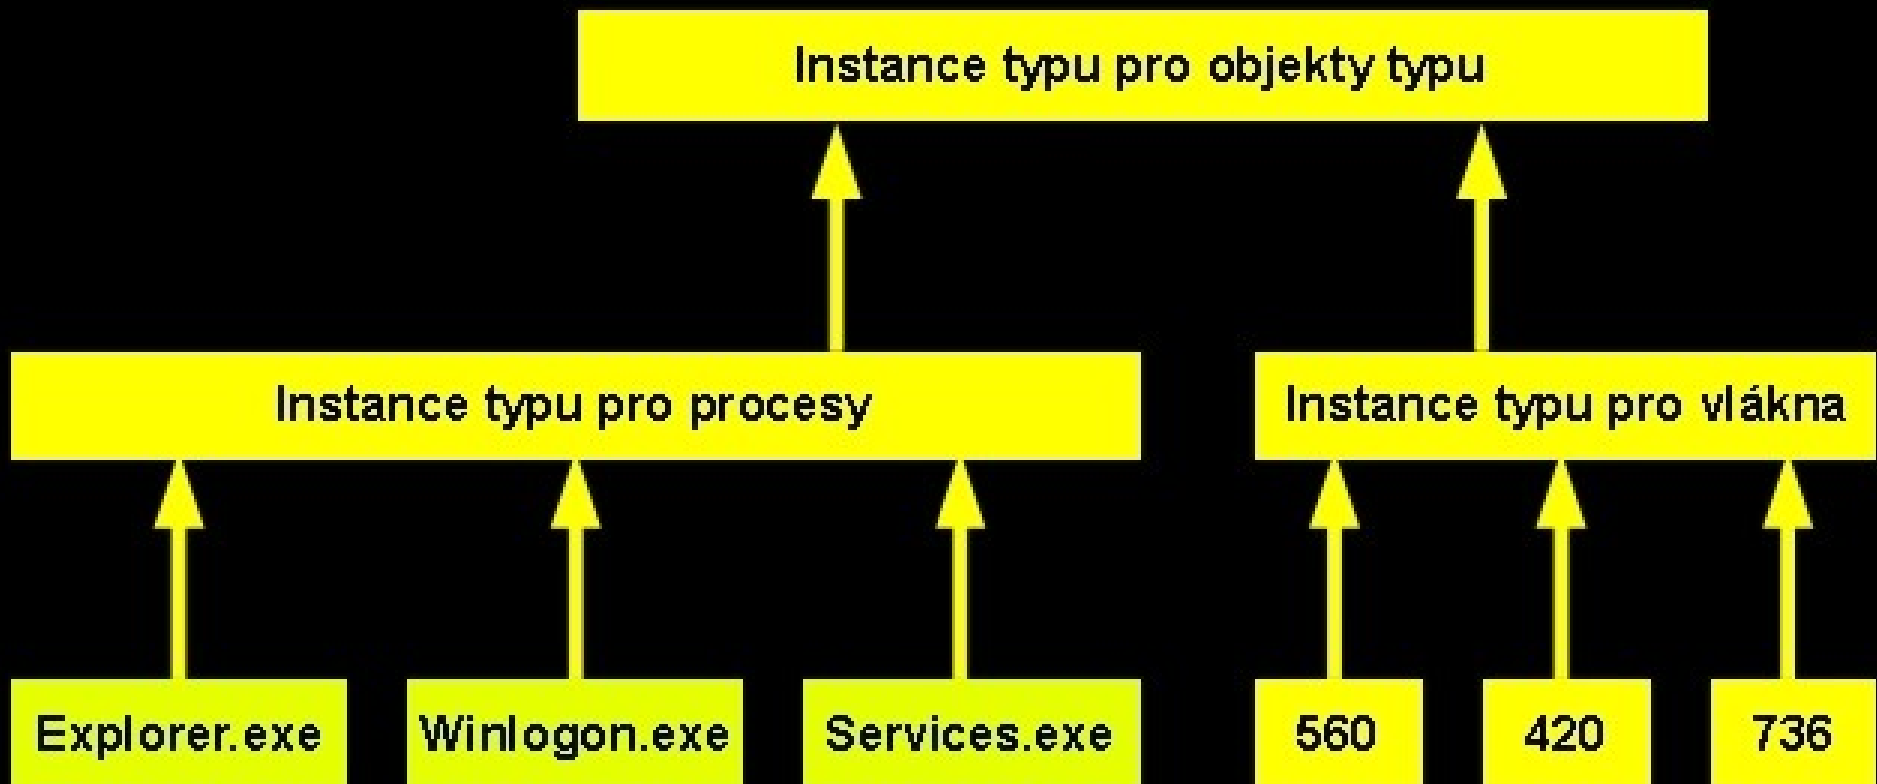 Instance typu pro objekty typu
Instance typu pro procesy
Instance typu pro vlákna
Explorer.exe
Winlogon.exe
Services.exe
560
420
736